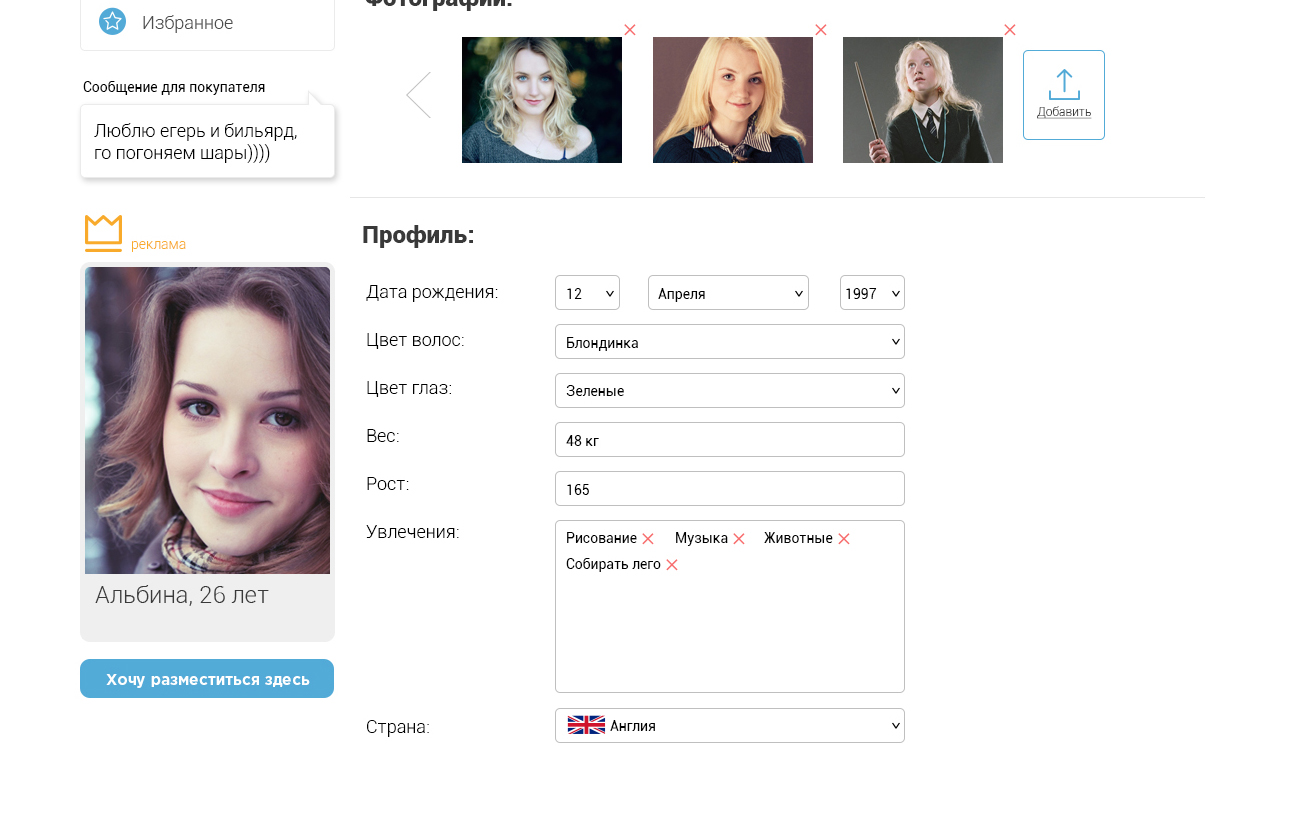 Фотографии:
Избранное
Добавить
Сообщение для покупателя
Люблю егерь и бильярд,
го погоняем шары))))
реклама
Альбина, 26 лет
Хочу разместиться здесь
Профиль:
Дата рождения: 12 Апреля 1997
Цвет волос: Блондинка
Цвет глаз: Зеленые
Вес: 48 кг
Рост: 165
Увлечения: Рисование Музыка Животные
Собирать лего
Страна: Англия